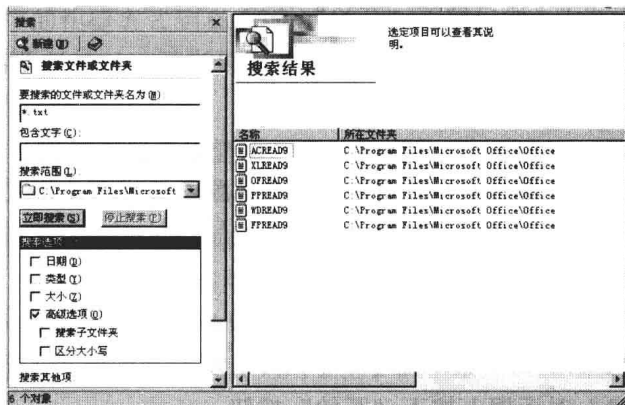 搜索
新建(W)
搜索文件或文件夹
要搜索的文件或文件夹名为(M):
*.txt
包含文字(C):
搜索范围(L):
C:\Program Files\Microsoft
立即搜索(S) 停止搜索(P)
搜索选项
日期(D)
类型(Y)
大小(Z)
高级选项(O)
搜索子文件夹
区分大小写
搜索其他项
6 个对象
搜索结果
选定项目可以查看其说
明。
名称 所在文件夹
ACREAD9 C:\Program Files\Microsoft Office\Office
XLREAD9 C:\Program Files\Microsoft Office\Office
OFREAD9 C:\Program Files\Microsoft Office\Office
PPREAD9 C:\Program Files\Microsoft Office\Office
WDREAD9 C:\Program Files\Microsoft Office\Office
FPREAD9 C:\Program Files\Microsoft Office\Office